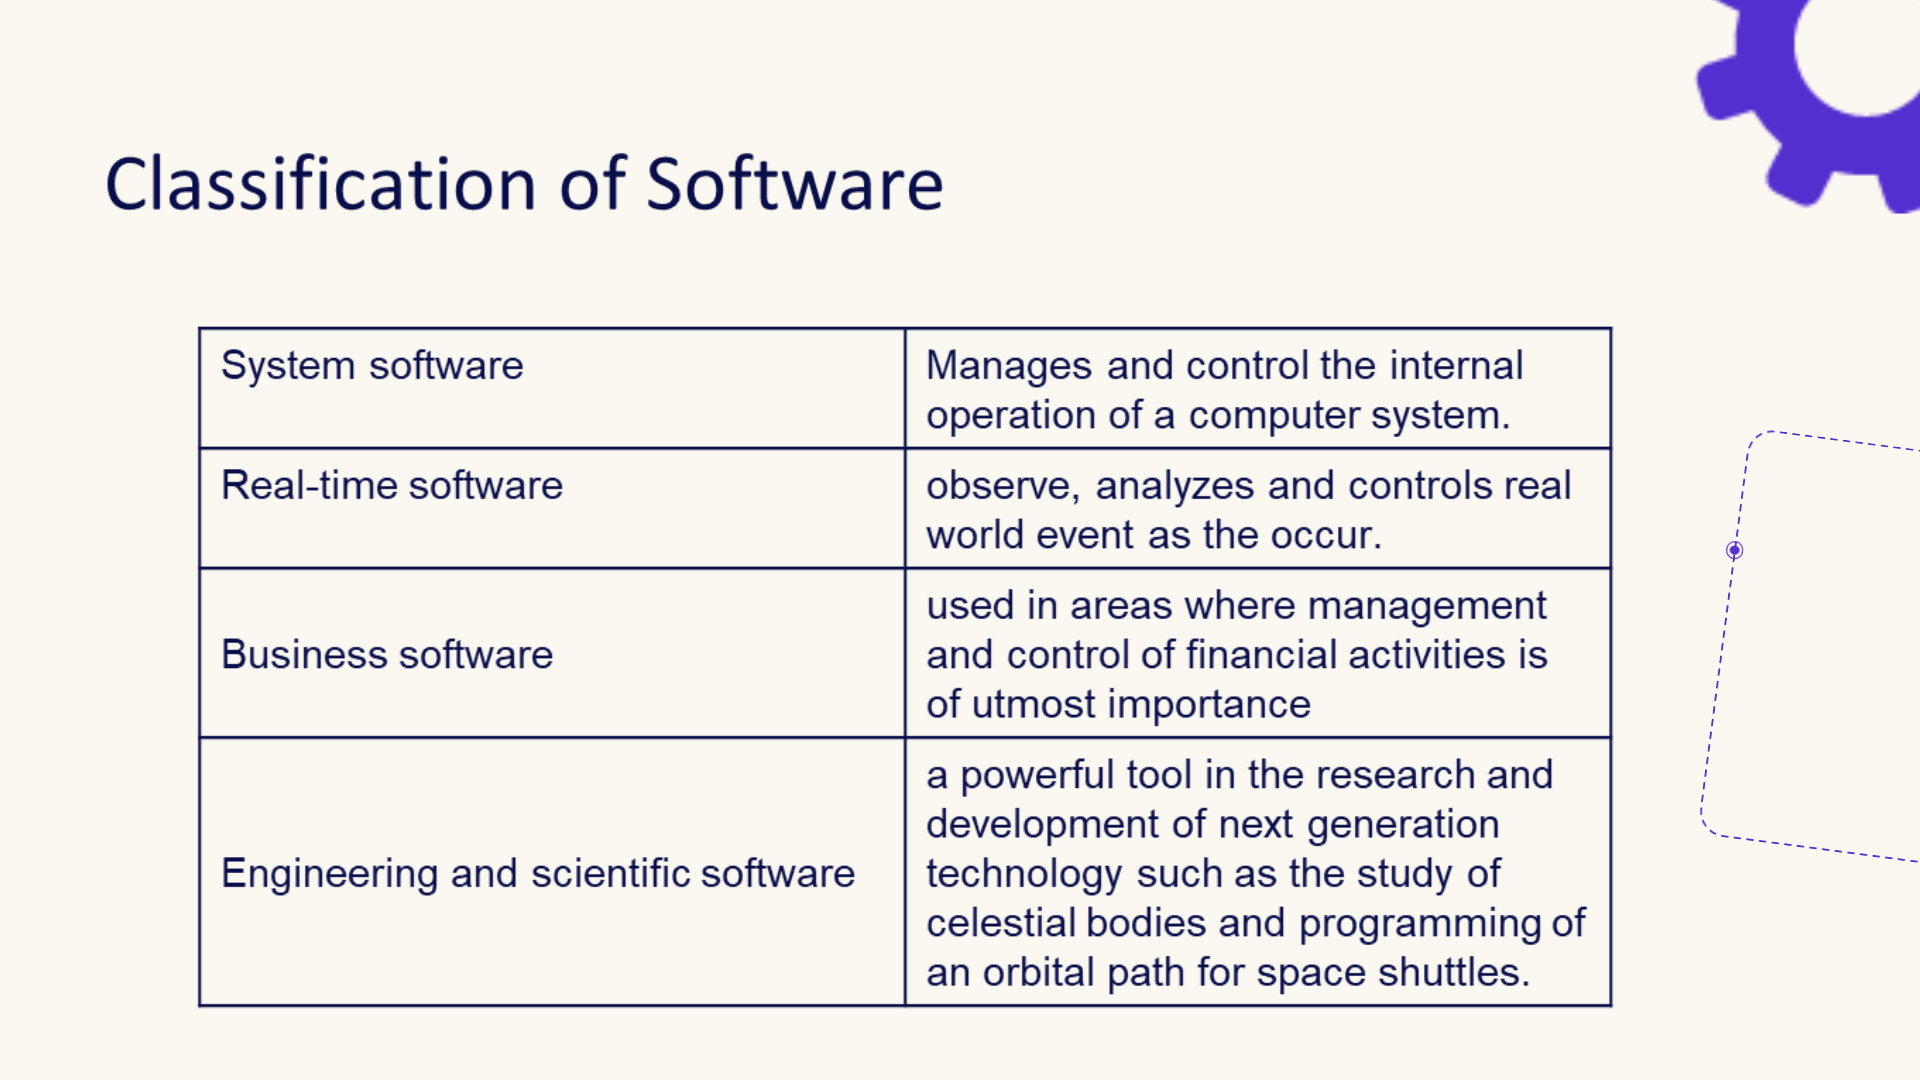 Classification of Software
System software
Manages and control the internal
operation of a computer system.
Real-time software
observe, analyzes and controls real
world event as the occur.
Business software
used in areas where management
and control of financial activities is
of utmost importance
Engineering and scientific software
a powerful tool in the research and
development of next generation
technology such as the study of
celestial bodies and programming of
an orbital path for space shuttles.